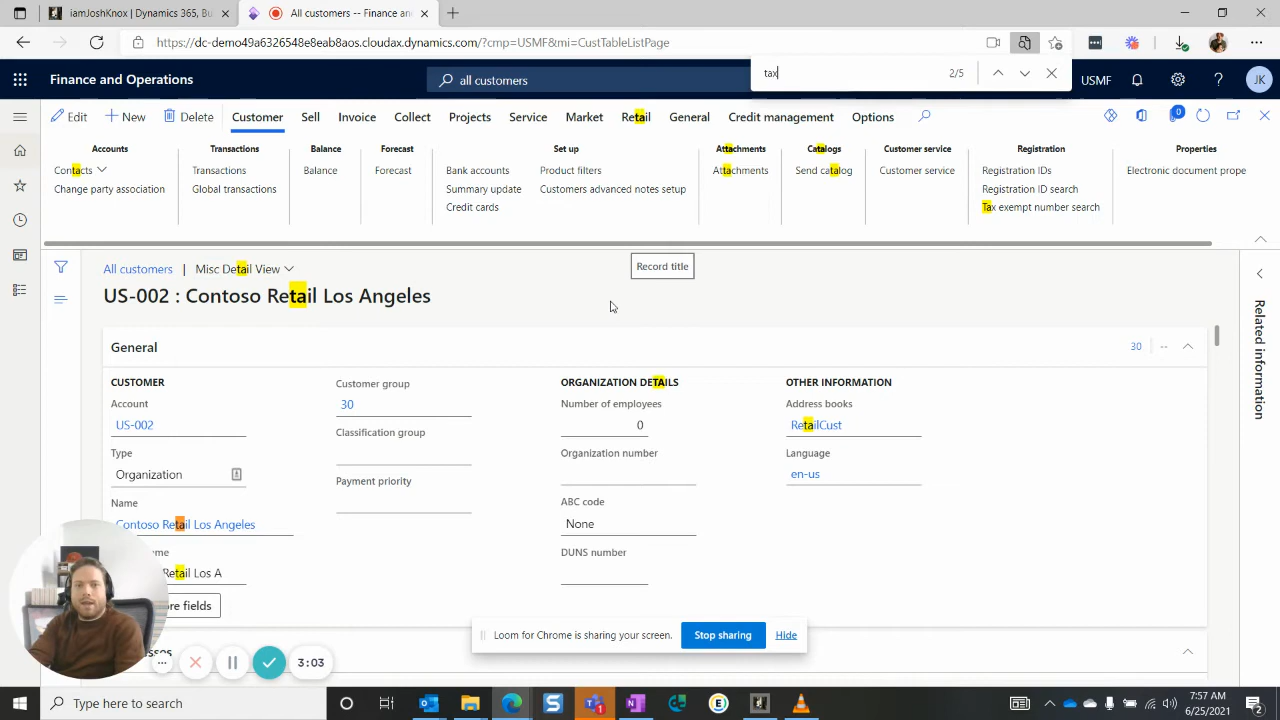 iamJoshKnox | Dynamics 365, Bu
All customers -- Finance and
https://dc-demo49a6326548e8eab8aos.cloudax.dynamics.com/?cmp=USMF&mi=CustTableListPage
tax
2/5
Finance and Operations
all customers
USMF
JK
Edit
New
Delete
Customer
Sell
Invoice
Collect
Projects
Service
Market
Retail
General
Credit management
Options
0
Accounts
Contacts
Change party association
Transactions
Transactions
Global transactions
Balance
Balance
Forecast
Forecast
Set up
Bank accounts
Summary update
Credit cards
Product filters
Customers advanced notes setup
Attachments
Attachments
Catalogs
Send catalog
Customer service
Customer service
Registration
Registration IDs
Registration ID search
Tax exempt number search
Properties
Electronic document prope
All customers | Misc Detail View
Record title
US-002 : Contoso Retail Los Angeles
Related information
General
30 --
CUSTOMER
Account
US-002
Type
Organization
Name
Contoso Retail Los Angeles
me
Retail Los A
re fields
Customer group
30
Classification group
Payment priority
ORGANIZATION DETAILS
Number of employees
0
Organization number
ABC code
None
DUNS number
OTHER INFORMATION
Address books
RetailCust
Language
en-us
Loom for Chrome is sharing your screen.
Stop sharing
Hide
sses
3:03
Type here to search
1
7:57 AM
6/25/2021
2